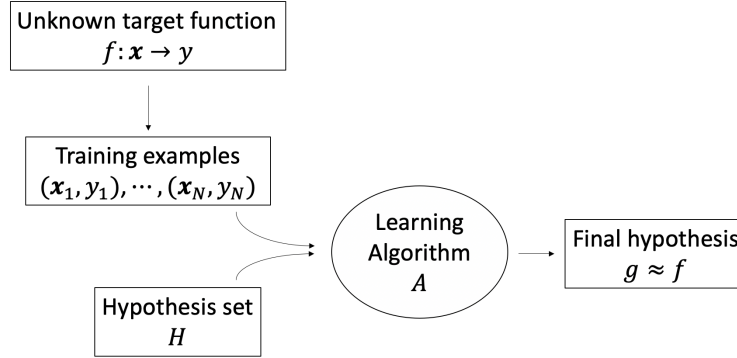 Unknown target function
f: x → y
Training examples
(x₁, y₁), ⋯ , (x_N, y_N)
Learning
Algorithm
A
Final hypothesis
g ≈ f
Hypothesis set
H